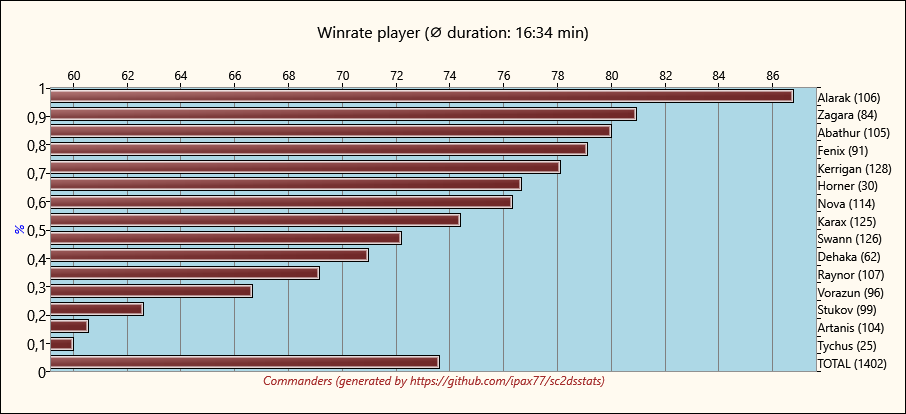 Winrate player (∅ duration: 16:34 min)
60 62 64 66 68 70 72 74 76 78 80 82 84 86
1
Alarak (106)
0,9
Zagara (84)
Abathur (105)
0,8
Fenix (91)
0,7
Kerrigan (128)
Horner (30)
0,6
Nova (114)
Karax (125)
%
0,5
Swann (126)
0,4
Dehaka (62)
Raynor (107)
0,3
Vorazun (96)
0,2
Stukov (99)
Artanis (104)
0,1
Tychus (25)
TOTAL (1402)
0
Commanders (generated by https://github.com/ipax77/sc2dsstats)